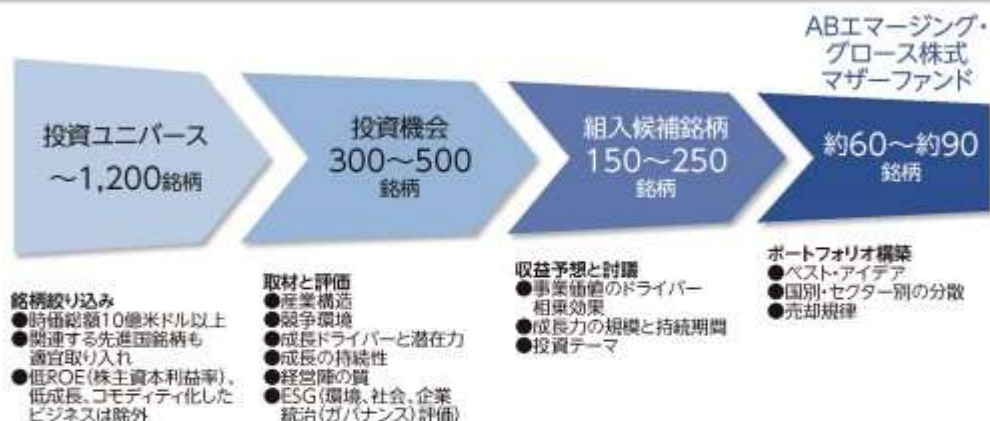 ABエマージング・
グロース株式
マザーファンド
投資ユニバース
～1,200銘柄
投資機会
300～500
銘柄
組入候補銘柄
150～250
銘柄
約60～約90
銘柄
銘柄絞り込み
●時価総額10億米ドル以上
●関連する先進国銘柄も
適宜取り入れ
●低ROE(株主資本利益率)、
低成長、コモディティ化した
ビジネスは除外
取材と評価
●産業構造
●競争環境
●成長ドライバーと潜在力
●成長の持続性
●経営陣の質
●ESG(環境、社会、企業
統治(ガバナンス)評価)
収益予想と討議
●事業価値のドライバー
相乗効果
●成長力の規模と持続期間
●投資テーマ
ポートフォリオ構築
●ベスト・アイデア
●国別・セクター別の分散
●売却規律